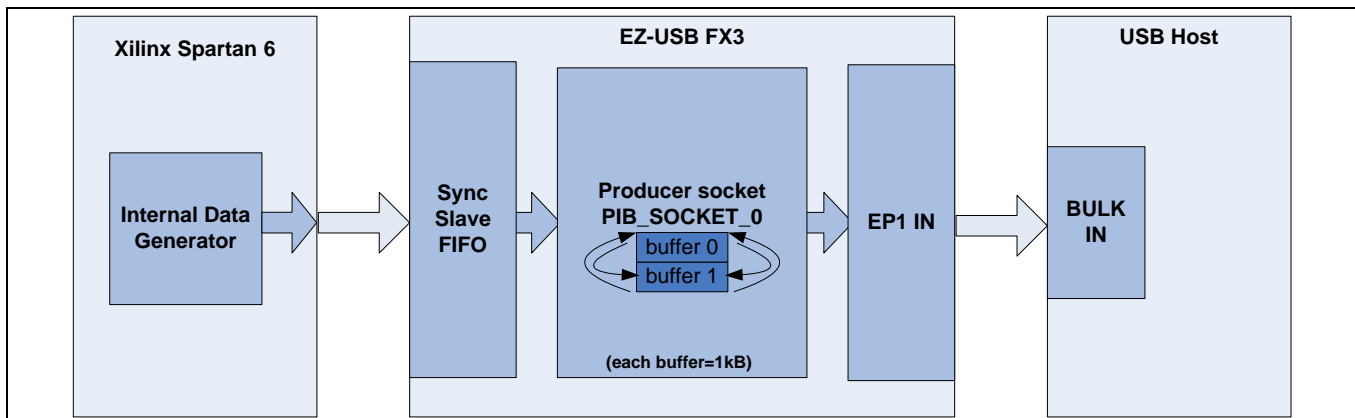 Xilinx Spartan 6
EZ-USB FX3
USB Host
Internal Data
Generator
Sync
Slave
FIFO
Producer socket
PIB_SOCKET_0
buffer 0
buffer 1
(each buffer=1kB)
EP1 IN
BULK
IN